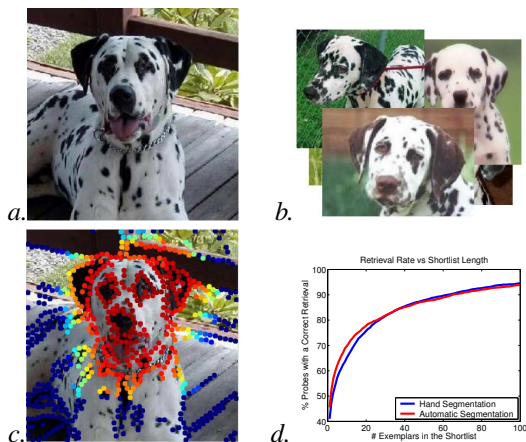 a.
b.
c.
d.
Retrieval Rate vs Shortlist Length
% Probes with a Correct Retrieval
100
90
80
70
60
50
40
0
20
40
60
80
100
Hand Segmentation
Automatic Segmentation
# Exemplars in the Shortlist